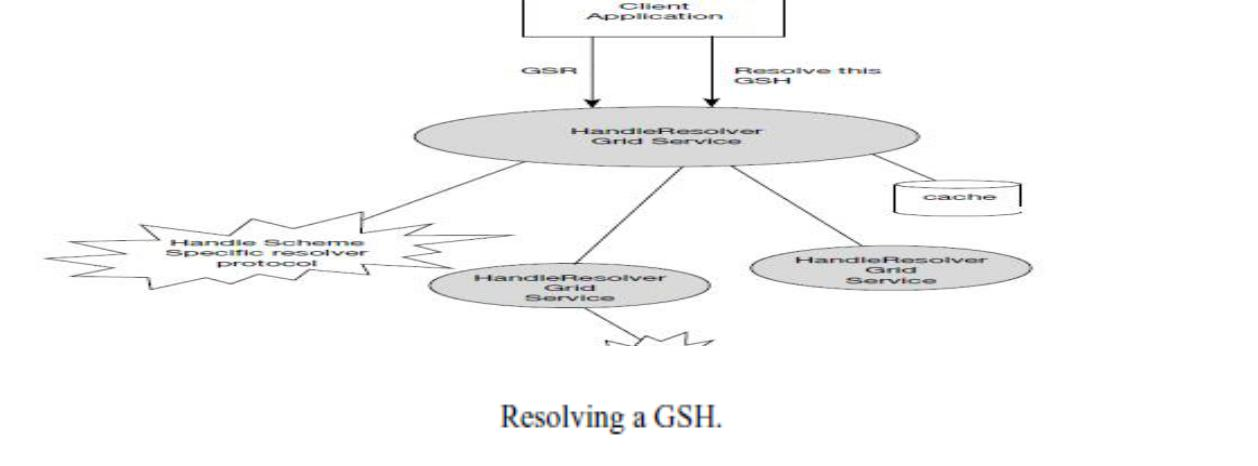 Client
Application
GSR
Resolve this
GSH
HandleResolver
Grid Service
cache
Handle Scheme
Specific resolver
protocol
HandleResolver
Grid
Service
HandleResolver
Grid
Service
Resolving a GSH.